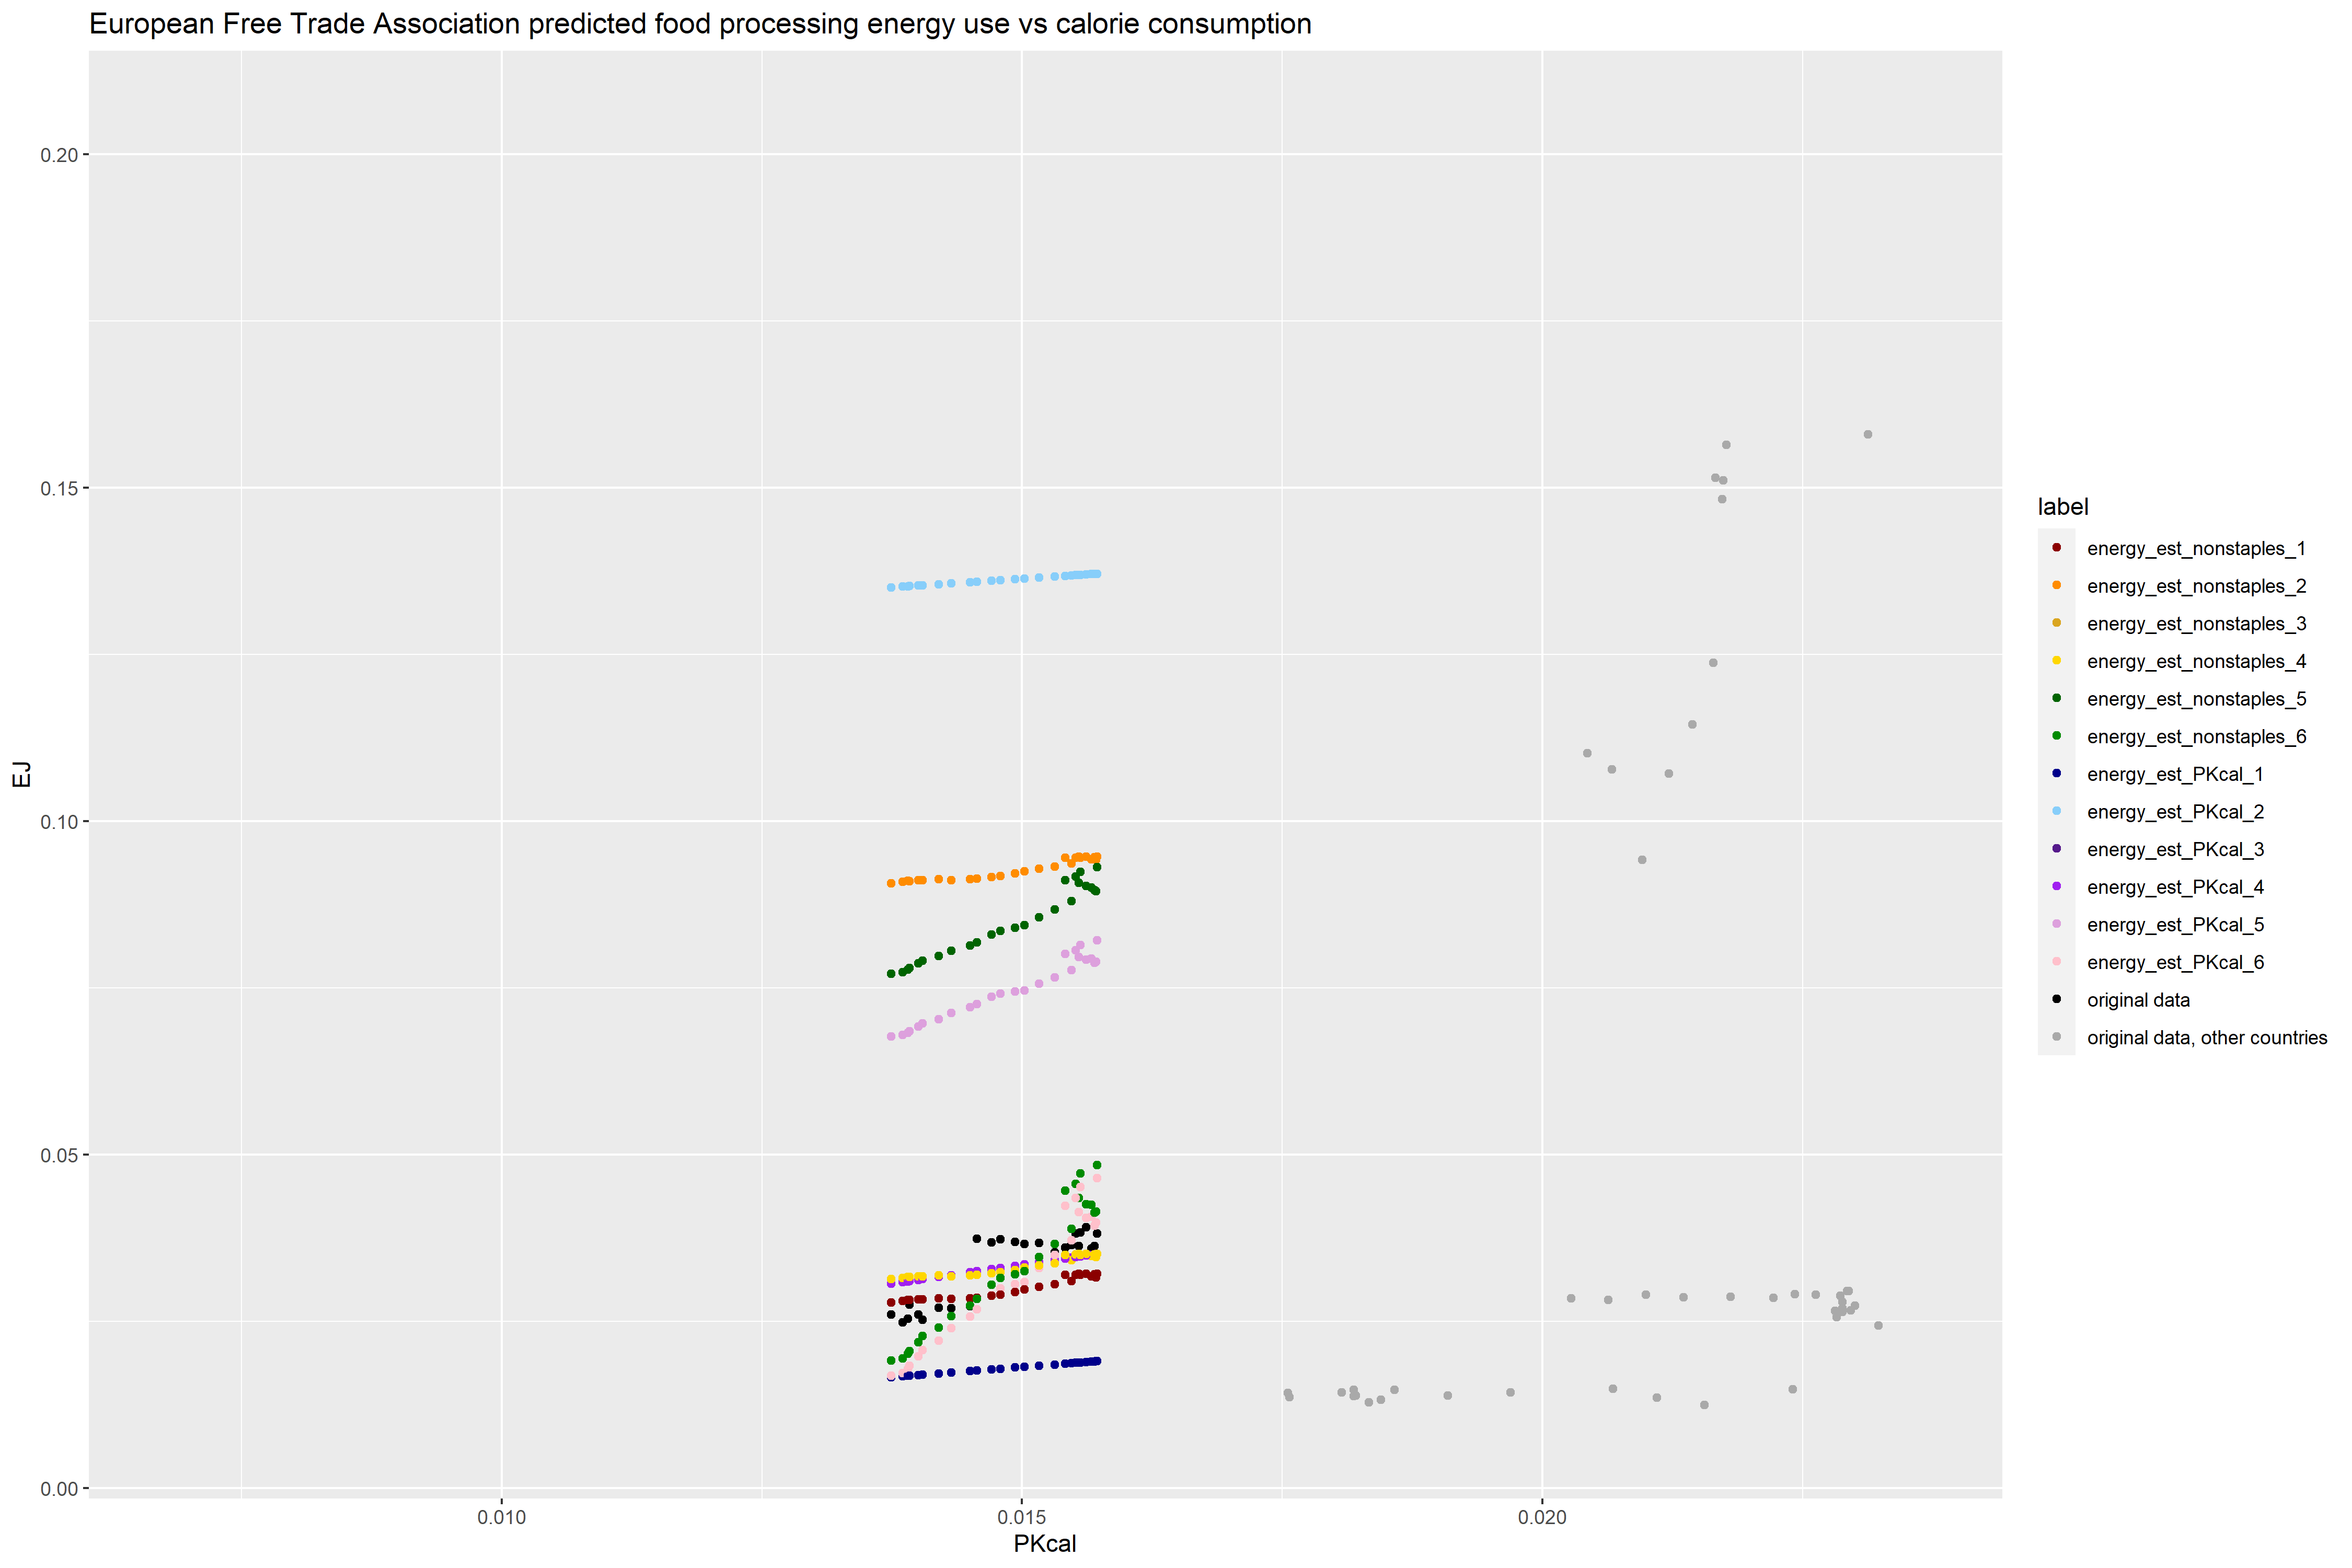 European Free Trade Association predicted food processing energy use vs calorie consumption
0.20
0.15
0.10
0.05
0.00
EJ
0.010
0.015
0.020
PKcal
label
energy_est_nonstaples_1
energy_est_nonstaples_2
energy_est_nonstaples_3
energy_est_nonstaples_4
energy_est_nonstaples_5
energy_est_nonstaples_6
energy_est_PKcal_1
energy_est_PKcal_2
energy_est_PKcal_3
energy_est_PKcal_4
energy_est_PKcal_5
energy_est_PKcal_6
original data
original data, other countries